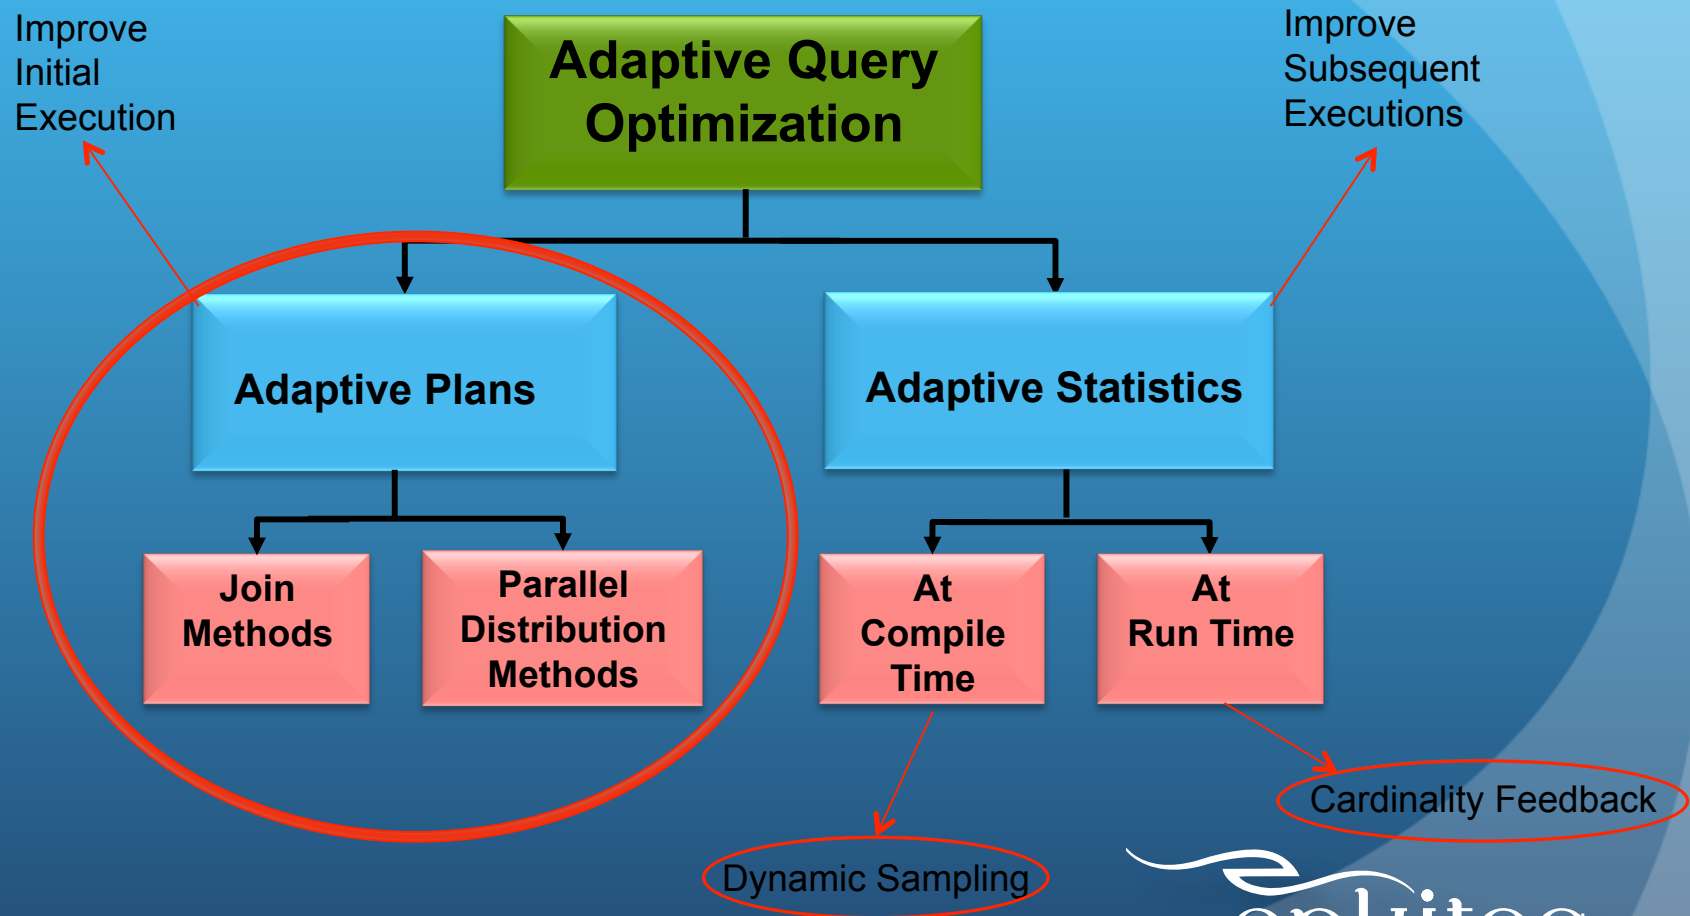 Improve
Initial
Execution
Adaptive Query
Optimization
Improve
Subsequent
Executions
Adaptive Plans
Adaptive Statistics
Join
Methods
Parallel
Distribution
Methods
At
Compile
Time
At
Run Time
Cardinality Feedback
Dynamic Sampling